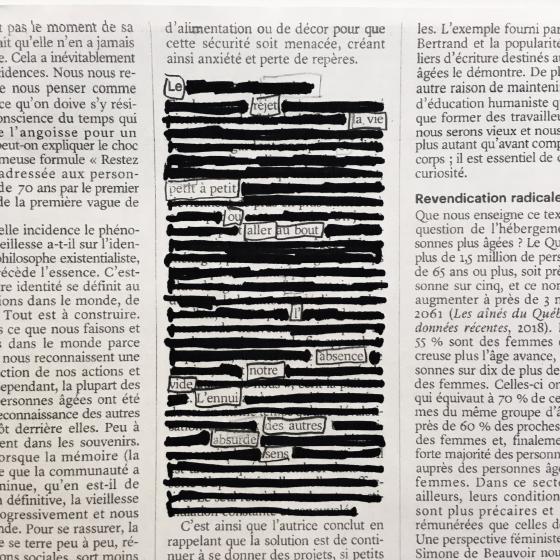 t pas le moment de sa
ait qu'elle n'en a jamais
e. Cela a inévitablement
cidences. Nous nous re-
e nous penser comme
ce qu'on doive s'y rési-
onscience du temps qui
e l'angoisse pour un
peut-on expliquer le choc
meuse formule « Restez
adressée aux person-
de 70 ans par le premier
de la première vague de
elle incidence le phéno-
eillesse a-t-il sur l'iden-
philosophe existentialiste,
récède l'essence. C'est-
re identité se définit au
ions dans le monde, de
Tout est à construire.
s ce que nous faisons et
s dans le monde parce
nous reconnaissent une
ction de nos actions et
ependant, la plupart des
ersonnes âgées ont été
econnaissance des autres
ôt derrière elles. Peu à
ent dans les souvenirs.
orsque la mémoire (la
e que la communauté a
minue, qu'en est-il de
n définitive, la vieillesse
ogressivement et nous
nde. Pour se rassurer, la
se terre peu à peu, ré-
ons sociales, sort moins
d'alimentation ou de décor pour que
cette sécurité soit menacée, créant
ainsi anxiété et perte de repères.
Le
rejet
la vie
petit à petit
ou
aller au bout
l'
absence
notre
vide
L'ennui
des autres
absurde
sens
C'est ainsi que l'autrice conclut en
rappelant que la solution est de conti-
nuer à se donner des projets, si petits
les. L'exemple fourni par
Bertrand et la popularité
liers d'écriture destinés au
âgées le démontre. De pl
autre raison de mainteni
d'éducation humaniste q
que former des travailleu
nous serons vieux et nous
plus autant qu'avant comp
corps ; il est essentiel de c
curiosité.
Revendication radicale
Que nous enseigne ce tex
question de l'hébergeme
sonnes plus âgées ? Le Qu
plus de 1,5 million de pers
de 65 ans ou plus, soit pr
sonne sur cinq, et ce nom
augmenter à près de 3 m
2061 (Les aînés du Québ
données récentes, 2018).
55 % sont des femmes
creuse plus l'âge avance,
sonnes sur dix de plus de
des femmes. Celles-ci oc
qui équivaut à 70 % de ce
mes du même groupe d'â
près de 60 % des proches
des femmes et, finaleme
forte majorité des personn
auprès des personnes âg
femmes. Dans ce secte
ailleurs, leurs condition
sont plus précaires et
rémunérées que celles d
Une perspective féminist
Simone de Beauvoir a